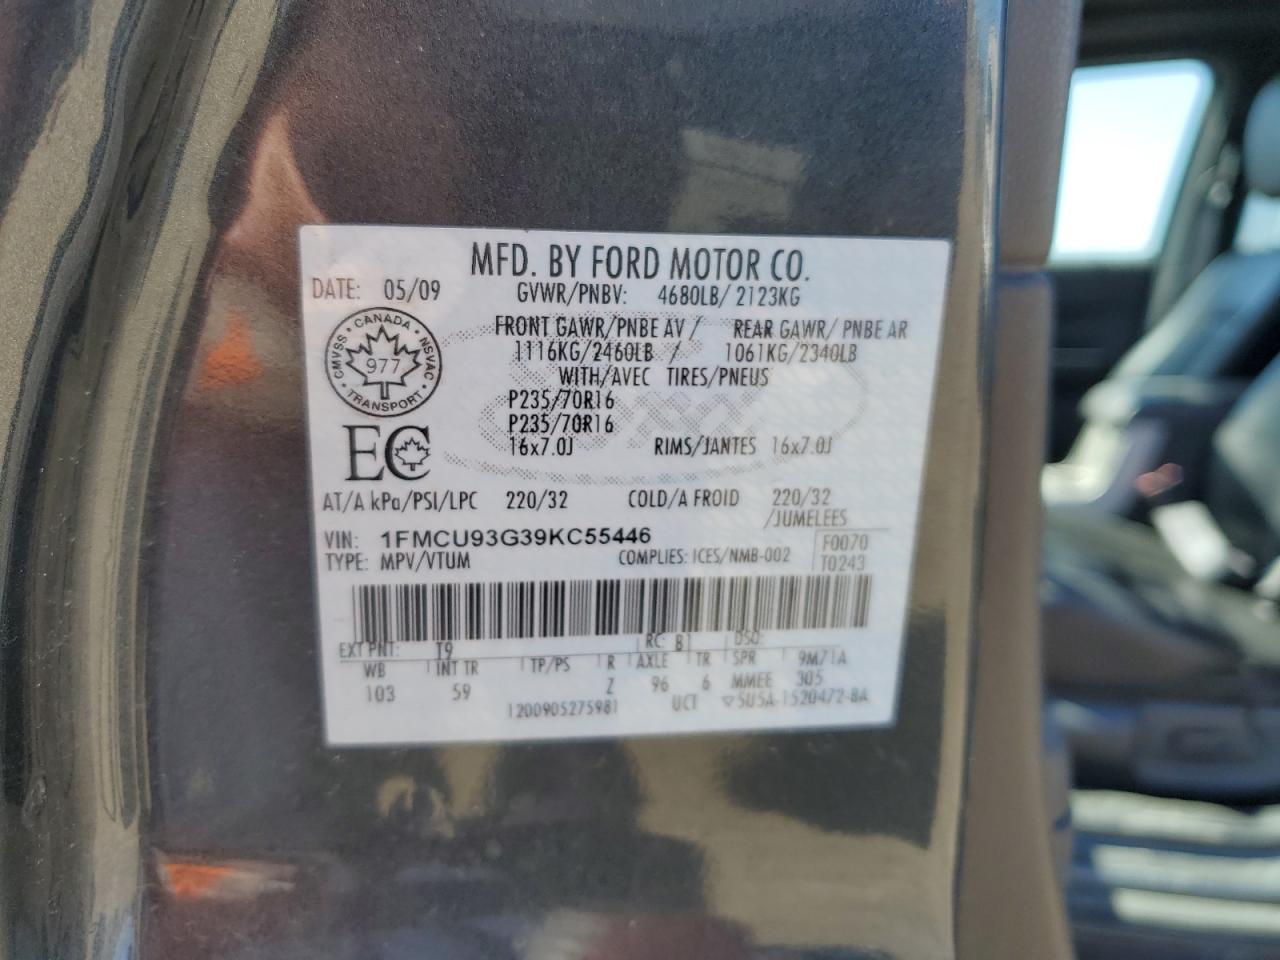 MFD. BY FORD MOTOR CO.
DATE: 05/09 GVWR/PNBV: 4680LB/ 2123KG
FRONT GAWR/PNBE AV / REAR GAWR/ PNBE AR
1116KG/2460LB / 1061KG/2340LB
WITH/AVEC TIRES/PNEUS
P235/70R16
P235/70R16
16x7.0J RIMS/JANTES 16x7.0J
CANADA
CMVSS NSVAC
977
TRANSPORT
EC
AT/A kPa/PSI/LPC 220/32 COLD/A FROID 220/32
/JUMELEES
VIN: 1FMCU93G39KC55446
TYPE: MPV/VTUM COMPLIES: ICES/NMB-002
F0070
T0243
EXT PNT: T9 RC: B1 DSO:
WB INT TR TP/PS R AXLE TR SPR 9M71A
103 59 Z 96 6 MMEE 305
1200905275981 UCT ▽5U5A-1520472-BA